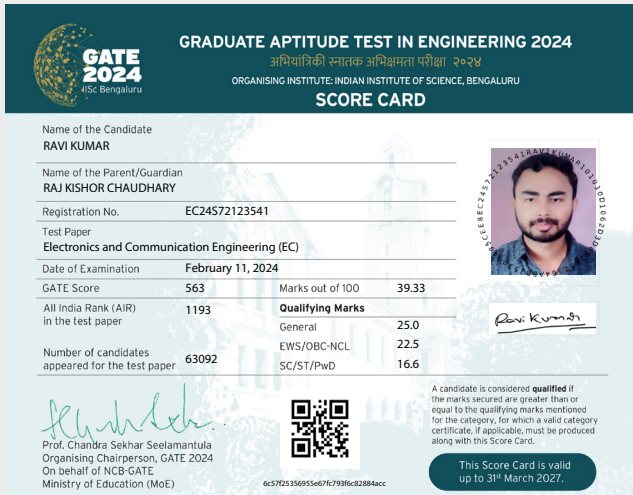 GATE
2024
IISc Bengaluru
GRADUATE APTITUDE TEST IN ENGINEERING 2024
अभियांत्रिकी स्नातक अभिक्षमता परीक्षा २०२४
ORGANISING INSTITUTE: INDIAN INSTITUTE OF SCIENCE, BENGALURU
SCORE CARD
Name of the Candidate
RAVI KUMAR
Name of the Parent/Guardian
RAJ KISHOR CHAUDHARY
Registration No. EC24S72123541
Test Paper
Electronics and Communication Engineering (EC)
Date of Examination February 11, 2024
GATE Score 563 Marks out of 100 39.33
All India Rank (AIR) in the test paper 1193
Qualifying Marks
General 25.0
EWS/OBC-NCL 22.5
SC/ST/PwD 16.6
Number of candidates appeared for the test paper 63092
Ravi Kumar
Prof. Chandra Sekhar Seelamantula
Organising Chairperson, GATE 2024
On behalf of NCB-GATE
Ministry of Education (MoE)
6c57f25356955e67fc793f6c82884acc
A candidate is considered qualified if
the marks secured are greater than or
equal to the qualifying marks mentioned
for the category, for which a valid category
certificate, if applicable, must be produced
along with this Score Card.
This Score Card is valid
up to 31st March 2027.